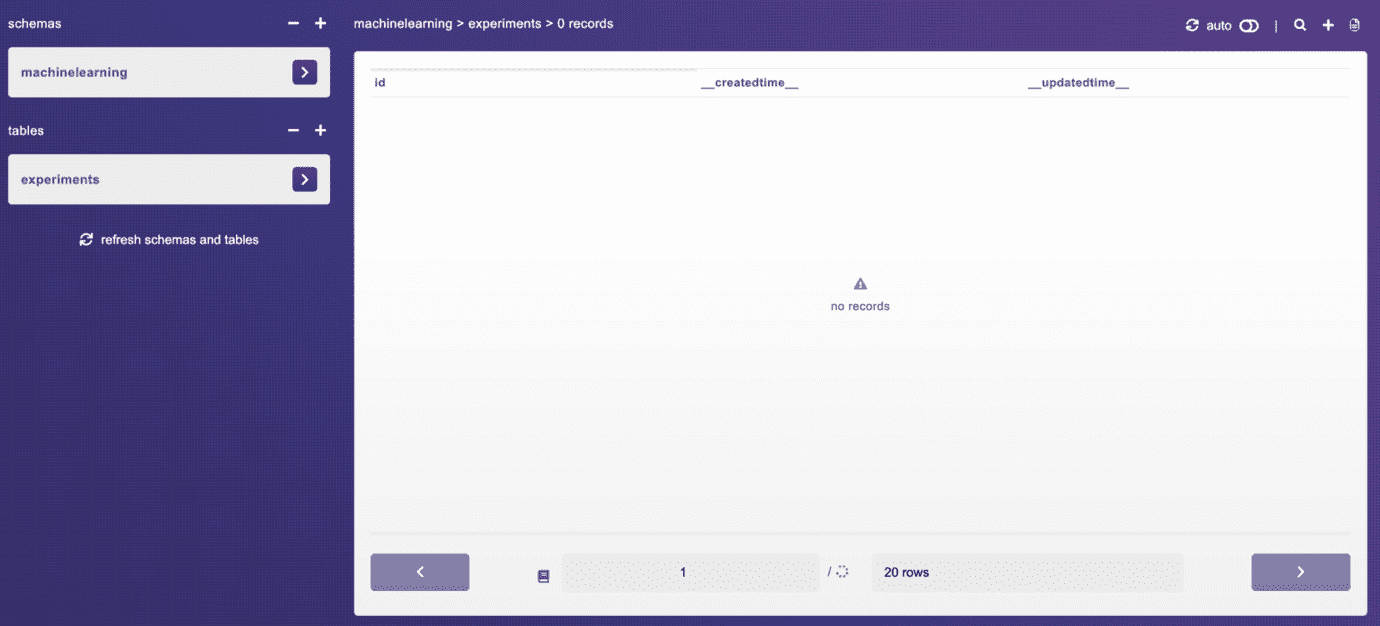 schemas
machinelearning
tables
experiments
refresh schemas and tables
machinelearning > experiments > 0 records
auto
|
id __createdtime__ __updatedtime__
no records
1 / 20 rows